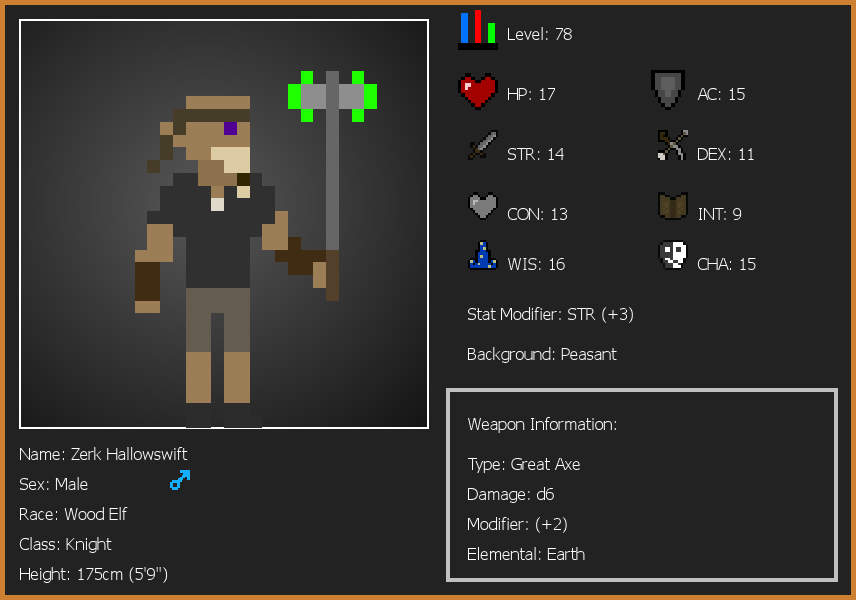 Level: 78
HP: 17
AC: 15
STR: 14
DEX: 11
CON: 13
INT: 9
WIS: 16
CHA: 15
Stat Modifier: STR (+3)
Background: Peasant
Weapon Information:
Type: Great Axe
Damage: d6
Modifier: (+2)
Elemental: Earth
Name: Zerk Hallowswift
Sex: Male
Race: Wood Elf
Class: Knight
Height: 175cm (5'9")